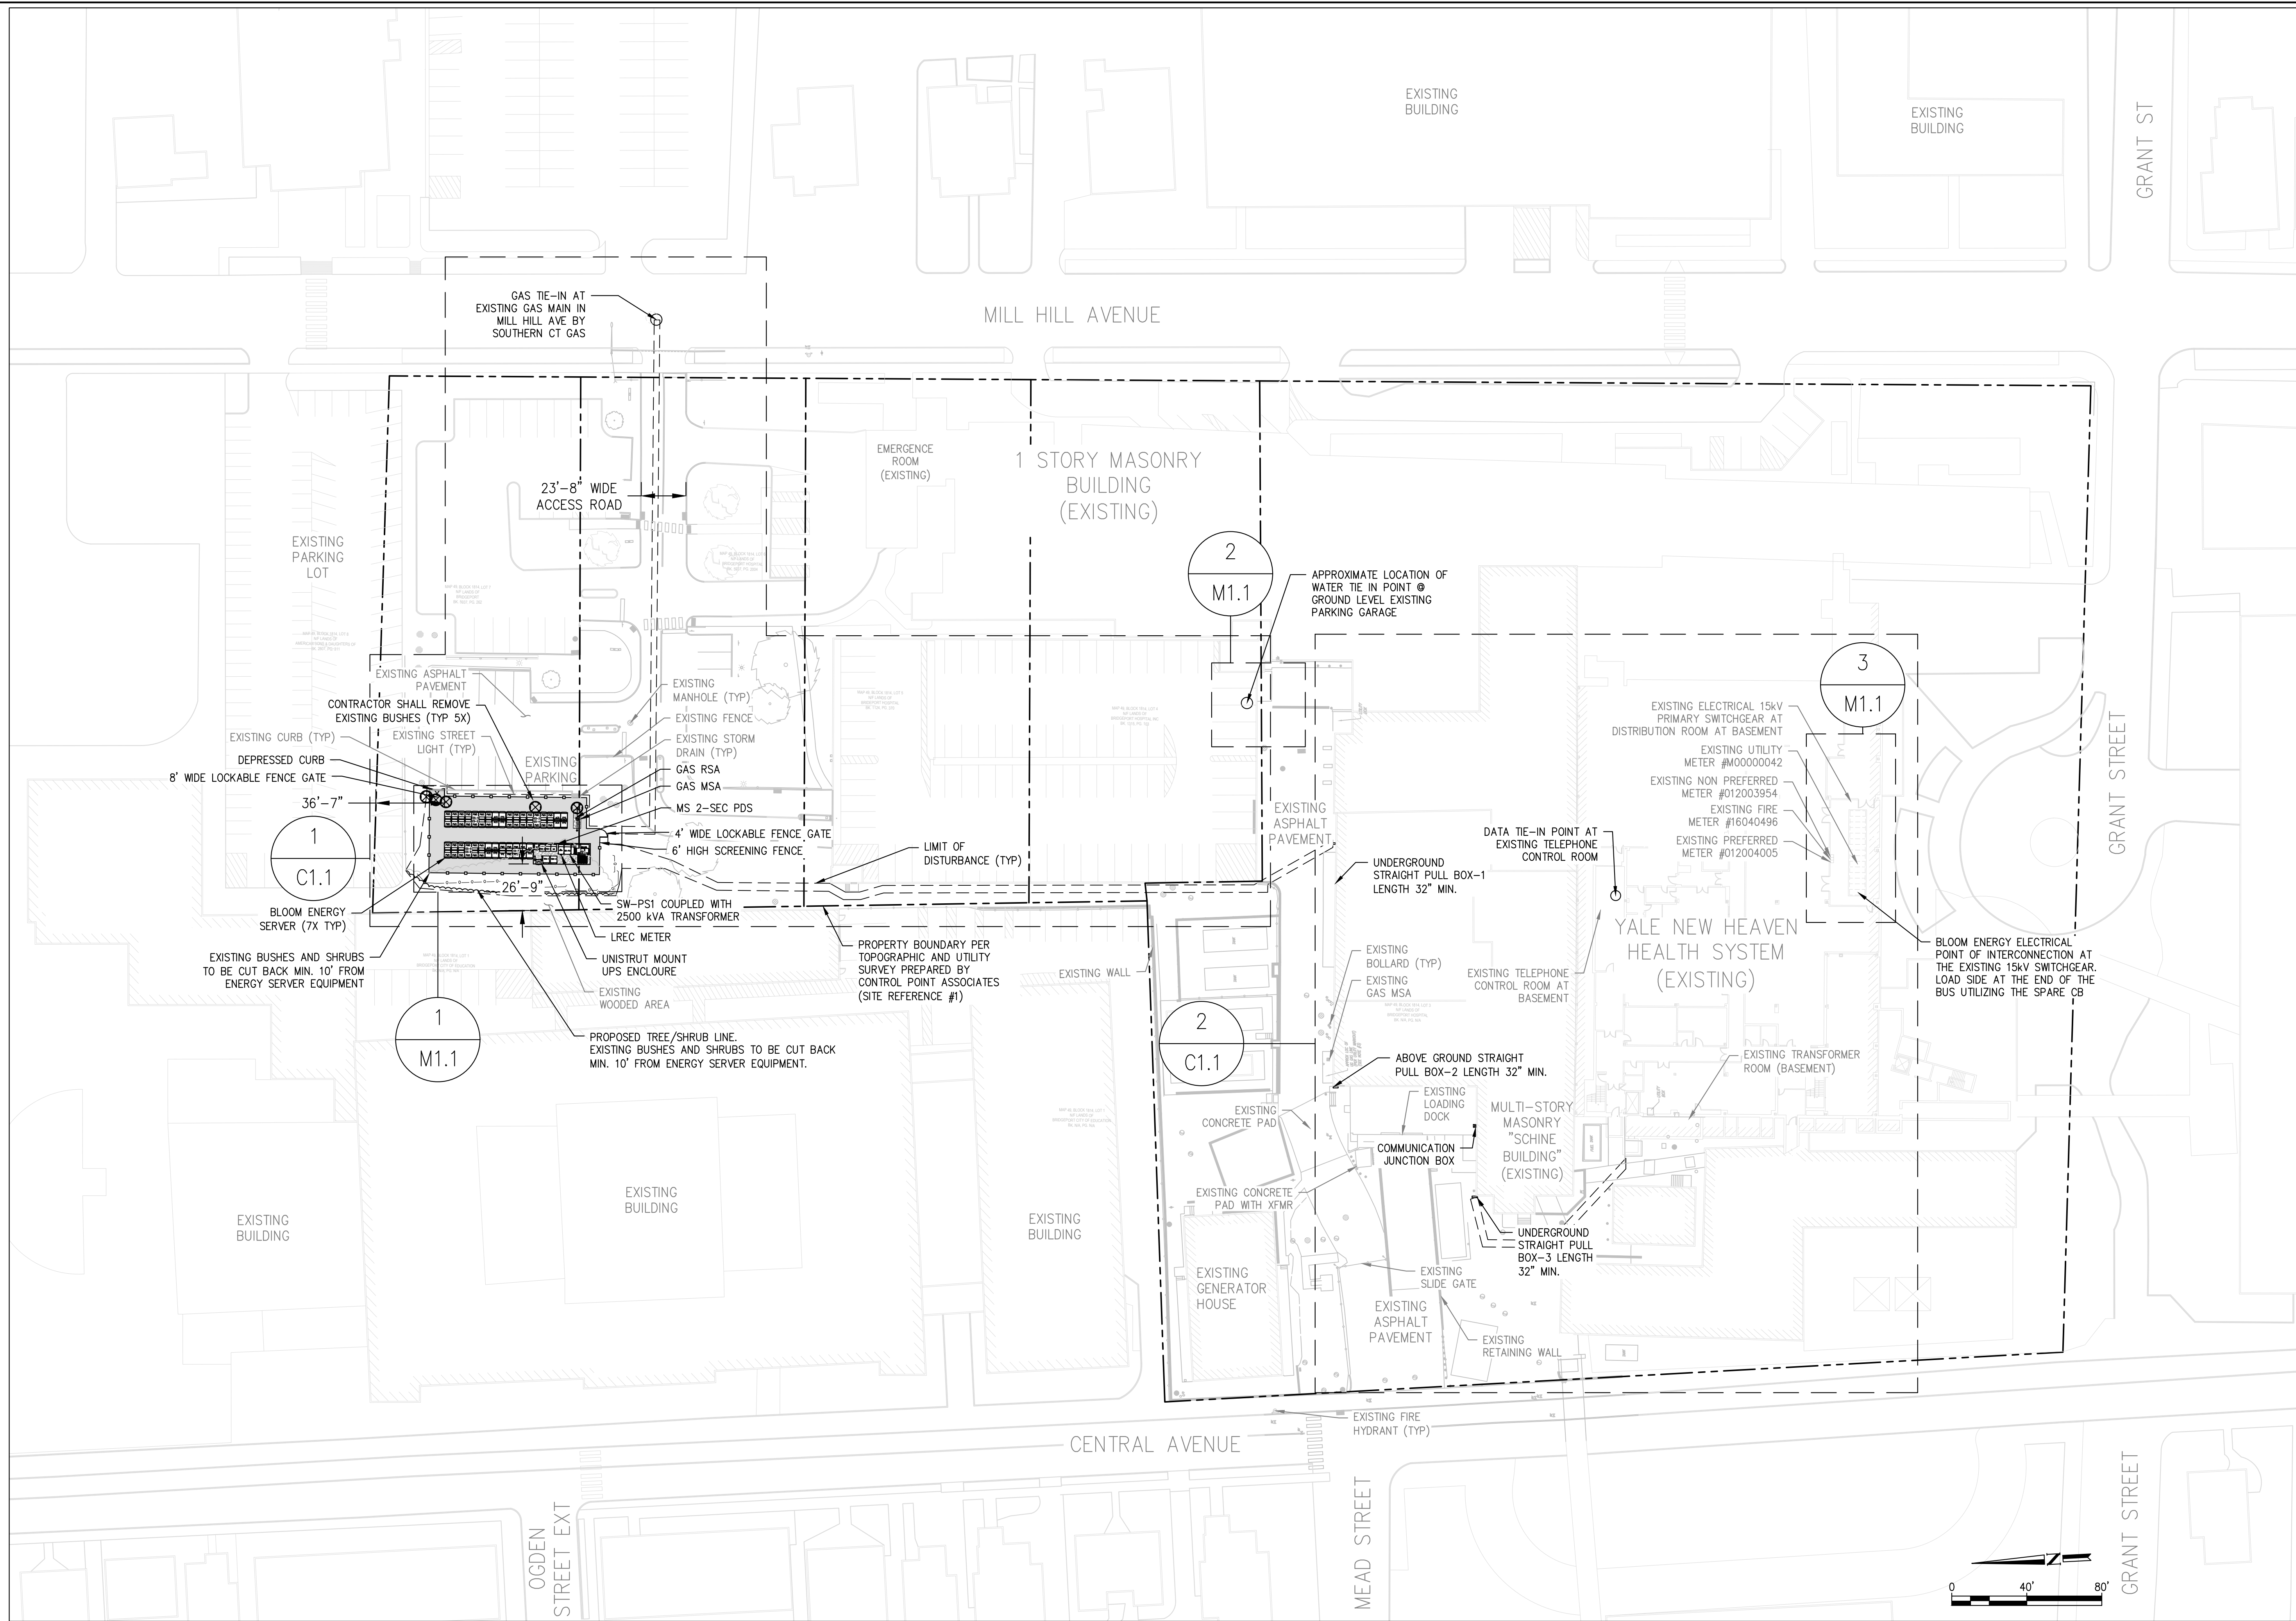 EXISTING
BUILDING
EXISTING
BUILDING
GRANT ST
GAS TIE-IN AT
EXISTING GAS MAIN IN
MILL HILL AVE BY
SOUTHERN CT GAS
MILL HILL AVENUE
EMERGENCE
ROOM
(EXISTING)
1 STORY MASONRY
BUILDING
(EXISTING)
23'-8" WIDE
ACCESS ROAD
EXISTING
PARKING
LOT
2
M1.1
APPROXIMATE LOCATION OF
WATER TIE IN POINT @
GROUND LEVEL EXISTING
PARKING GARAGE
3
M1.1
EXISTING ASPHALT
PAVEMENT
CONTRACTOR SHALL REMOVE
EXISTING BUSHES (TYP 5X)
EXISTING CURB (TYP)
EXISTING STREET
LIGHT (TYP)
DEPRESSED CURB
8' WIDE LOCKABLE FENCE GATE
36'-7"
1
C1.1
EXISTING
PARKING
EXISTING
MANHOLE (TYP)
EXISTING FENCE
EXISTING STORM
DRAIN (TYP)
GAS RSA
GAS MSA
MS 2-SEC PDS
4' WIDE LOCKABLE FENCE GATE
6' HIGH SCREENING FENCE
LIMIT OF
DISTURBANCE (TYP)
26'-9"
SW-PS1 COUPLED WITH
2500 kVA TRANSFORMER
LREC METER
UNISTRUT MOUNT
UPS ENCLOURE
EXISTING
WOODED AREA
BLOOM ENERGY
SERVER (7X TYP)
EXISTING BUSHES AND SHRUBS
TO BE CUT BACK MIN. 10' FROM
ENERGY SERVER EQUIPMENT
1
M1.1
PROPOSED TREE/SHRUB LINE.
EXISTING BUSHES AND SHRUBS TO BE CUT BACK
MIN. 10' FROM ENERGY SERVER EQUIPMENT.
PROPERTY BOUNDARY PER
TOPOGRAPHIC AND UTILITY
SURVEY PREPARED BY
CONTROL POINT ASSOCIATES
(SITE REFERENCE #1)
EXISTING WALL
EXISTING
ASPHALT
PAVEMENT
UNDERGROUND
STRAIGHT PULL BOX-1
LENGTH 32" MIN.
EXISTING ELECTRICAL 15kV
PRIMARY SWITCHGEAR AT
DISTRIBUTION ROOM AT BASEMENT
EXISTING UTILITY
METER #M00000042
EXISTING NON PREFERRED
METER #012003954
EXISTING FIRE
METER #16040496
EXISTING PREFERRED
METER #012004005
DATA TIE-IN POINT AT
EXISTING TELEPHONE
CONTROL ROOM
GRANT STREET
YALE NEW HEAVEN
HEALTH SYSTEM
(EXISTING)
BLOOM ENERGY ELECTRICAL
POINT OF INTERCONNECTION AT
THE EXISTING 15kV SWITCHGEAR.
LOAD SIDE AT THE END OF THE
BUS UTILIZING THE SPARE CB
EXISTING
BOLLARD (TYP)
EXISTING
GAS MSA
EXISTING TELEPHONE
CONTROL ROOM AT
BASEMENT
2
C1.1
ABOVE GROUND STRAIGHT
PULL BOX-2 LENGTH 32" MIN.
EXISTING
LOADING
DOCK
EXISTING
CONCRETE PAD
COMMUNICATION
JUNCTION BOX
MULTI-STORY
MASONRY
"SCHINE
BUILDING"
(EXISTING)
EXISTING TRANSFORMER
ROOM (BASEMENT)
EXISTING CONCRETE
PAD WITH XFMR
UNDERGROUND
STRAIGHT PULL
BOX-3 LENGTH
32" MIN.
EXISTING
BUILDING
EXISTING
BUILDING
EXISTING
BUILDING
EXISTING
GENERATOR
HOUSE
EXISTING
SLIDE GATE
EXISTING
ASPHALT
PAVEMENT
EXISTING
RETAINING WALL
EXISTING FIRE
HYDRANT (TYP)
CENTRAL AVENUE
OGDEN
STREET EXT
MEAD STREET
GRANT STREET
N
0 40' 80'